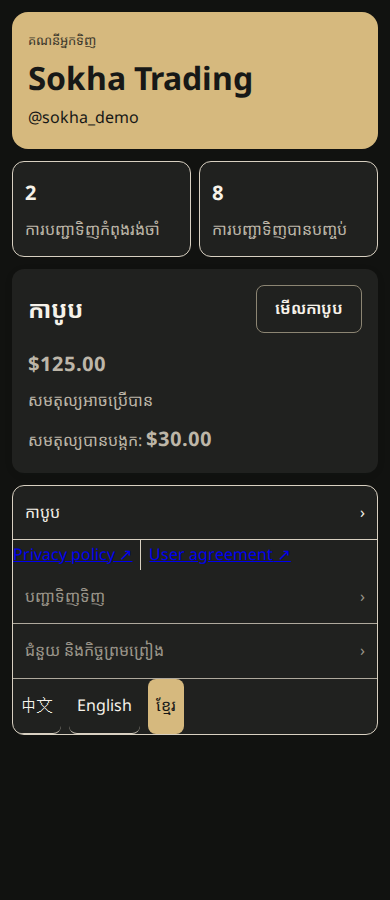 គណនីអ្នកទិញ
Sokha Trading
@sokha_demo
2
ការបញ្ជាទិញកំពុងរង់ចាំ
8
ការបញ្ជាទិញបានបញ្ចប់
កាបូប
មើលកាបូប
$125.00
សមតុល្យអាចប្រើបាន
សមតុល្យបានបង្កក: $30.00
កាបូប ›
Privacy policy ↗ User agreement ↗
បញ្ជាទិញទិញ ›
ជំនួយ និងកិច្ចព្រមព្រៀង ›
中文 English ខ្មែរ